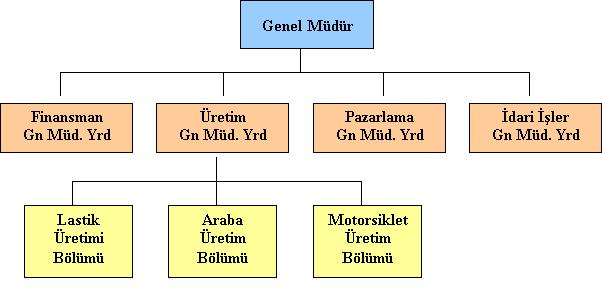 Genel Müdür
Finansman
Gn Müd. Yrd
Üretim
Gn Müd. Yrd
Pazarlama
Gn Müd. Yrd
İdari İşler
Gn Müd. Yrd
Lastik
Üretimi
Bölümü
Araba
Üretim
Bölümü
Motorsiklet
Üretim
Bölümü